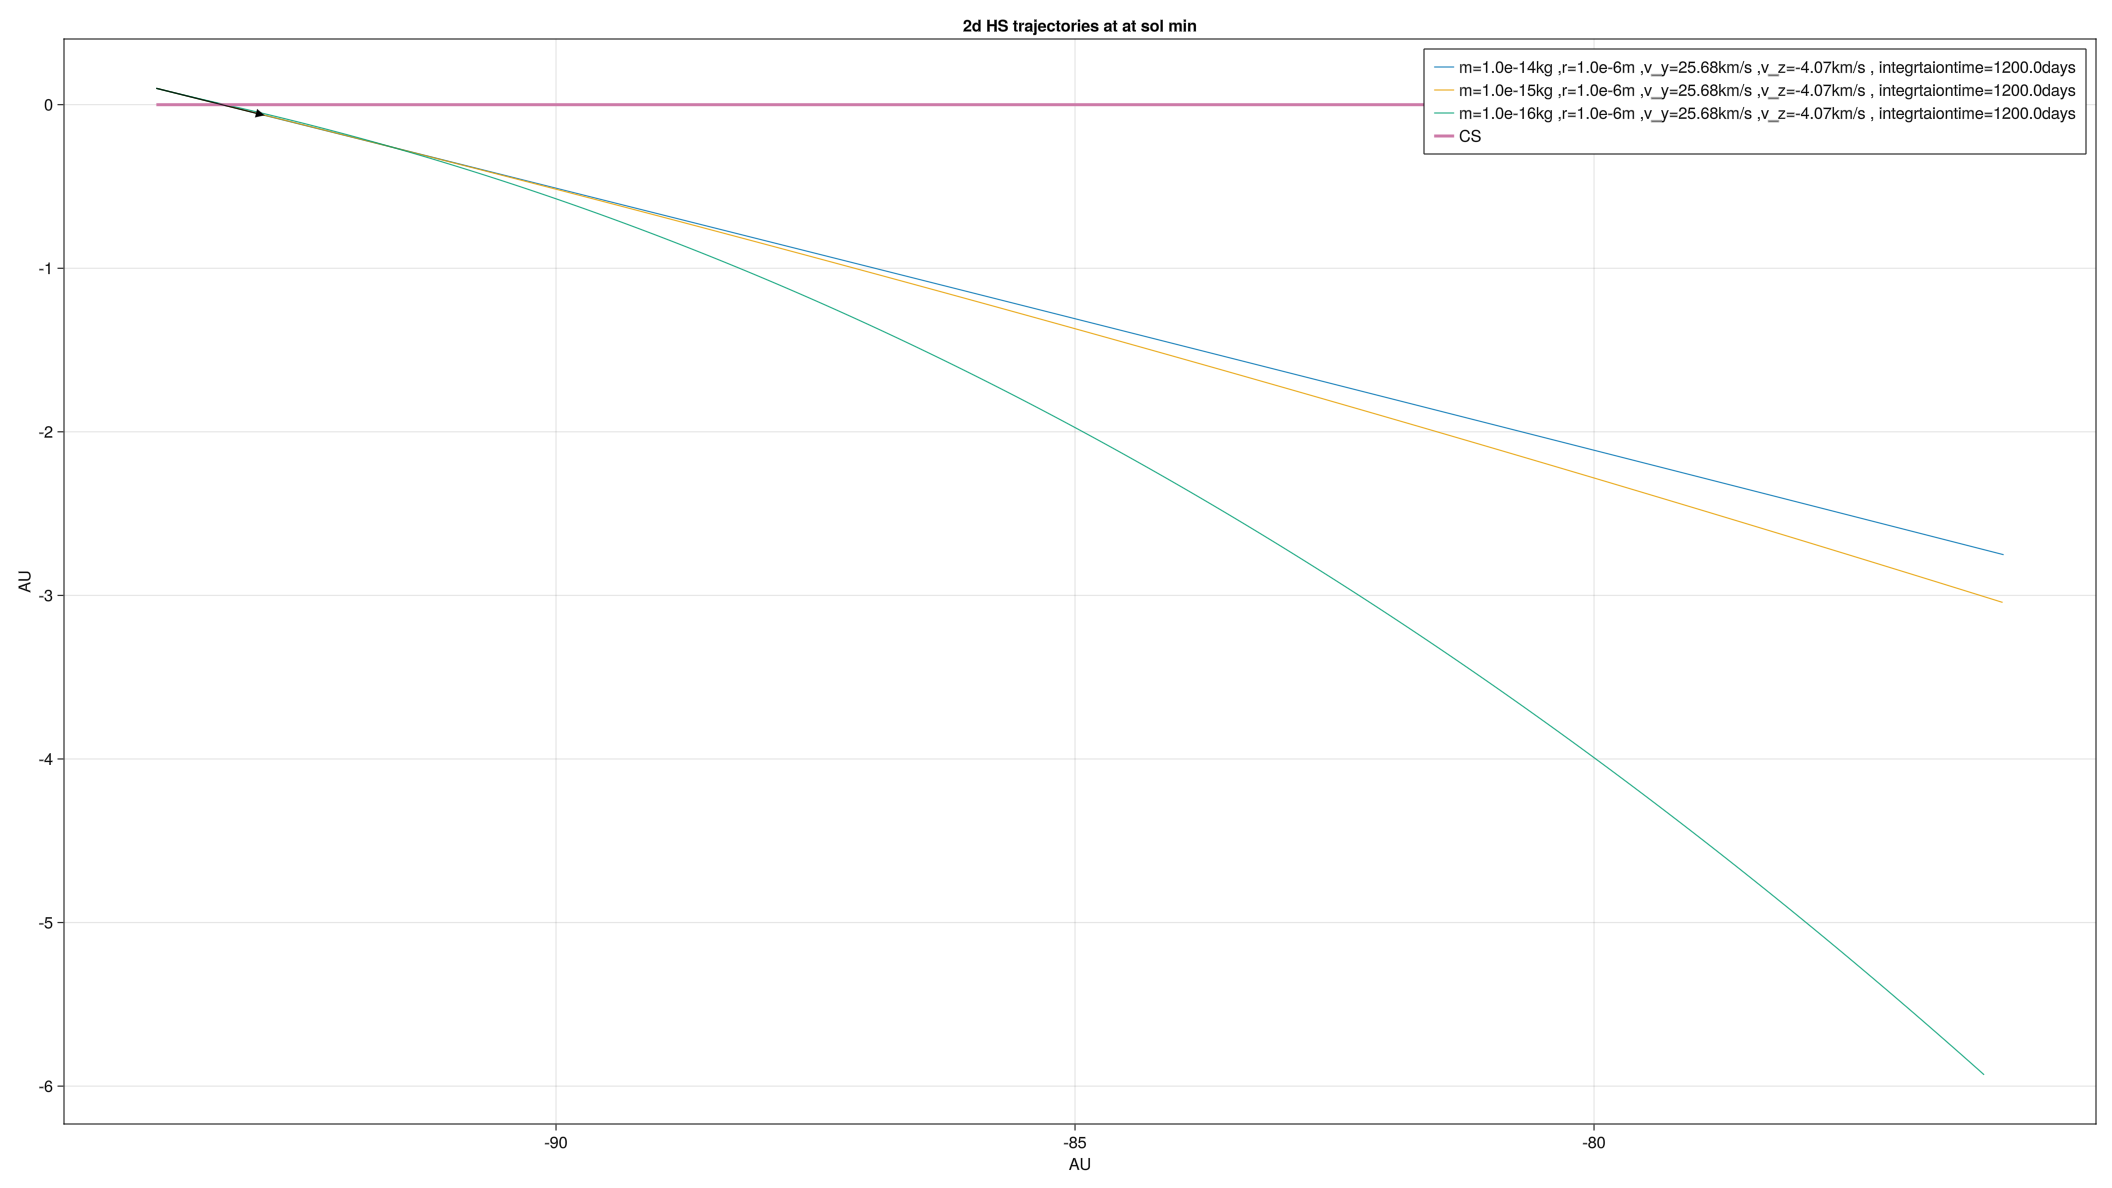 2d HS trajectories at at sol min
m=1.0e-14kg ,r=1.0e-6m ,v_y=25.68km/s ,v_z=-4.07km/s , integrtaiontime=1200.0days
m=1.0e-15kg ,r=1.0e-6m ,v_y=25.68km/s ,v_z=-4.07km/s , integrtaiontime=1200.0days
m=1.0e-16kg ,r=1.0e-6m ,v_y=25.68km/s ,v_z=-4.07km/s , integrtaiontime=1200.0days
CS
0
-1
-2
-3
-4
-5
-6
AU
-90
-85
-80
AU